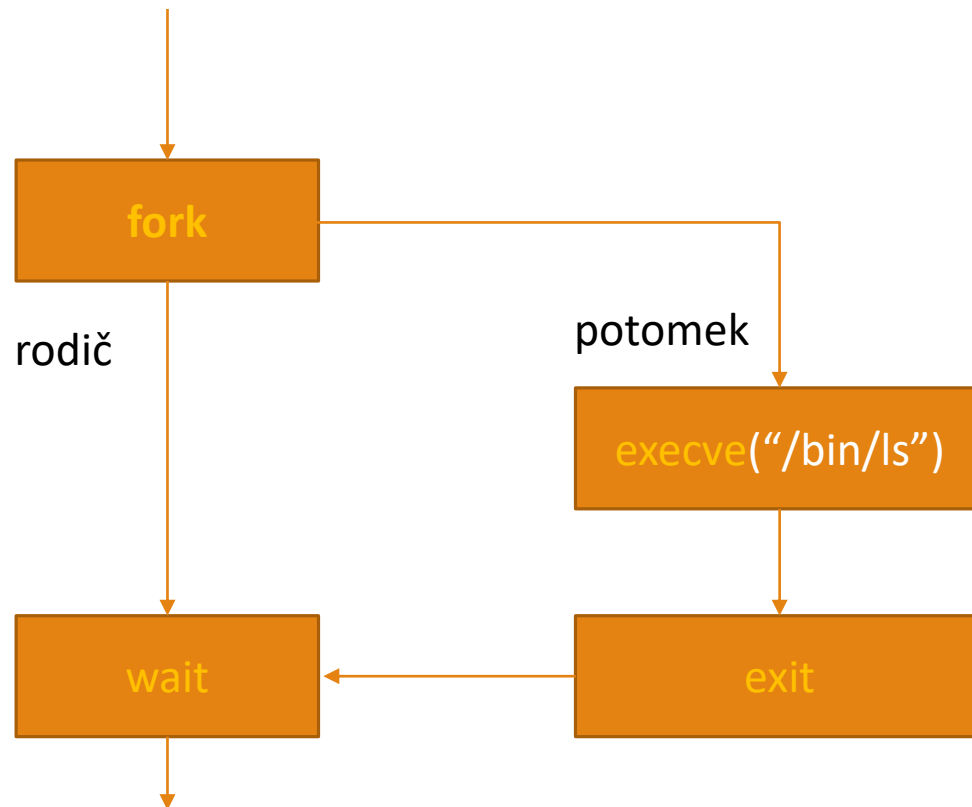 fork
rodič
potomek
execve(“/bin/ls”)
wait
exit